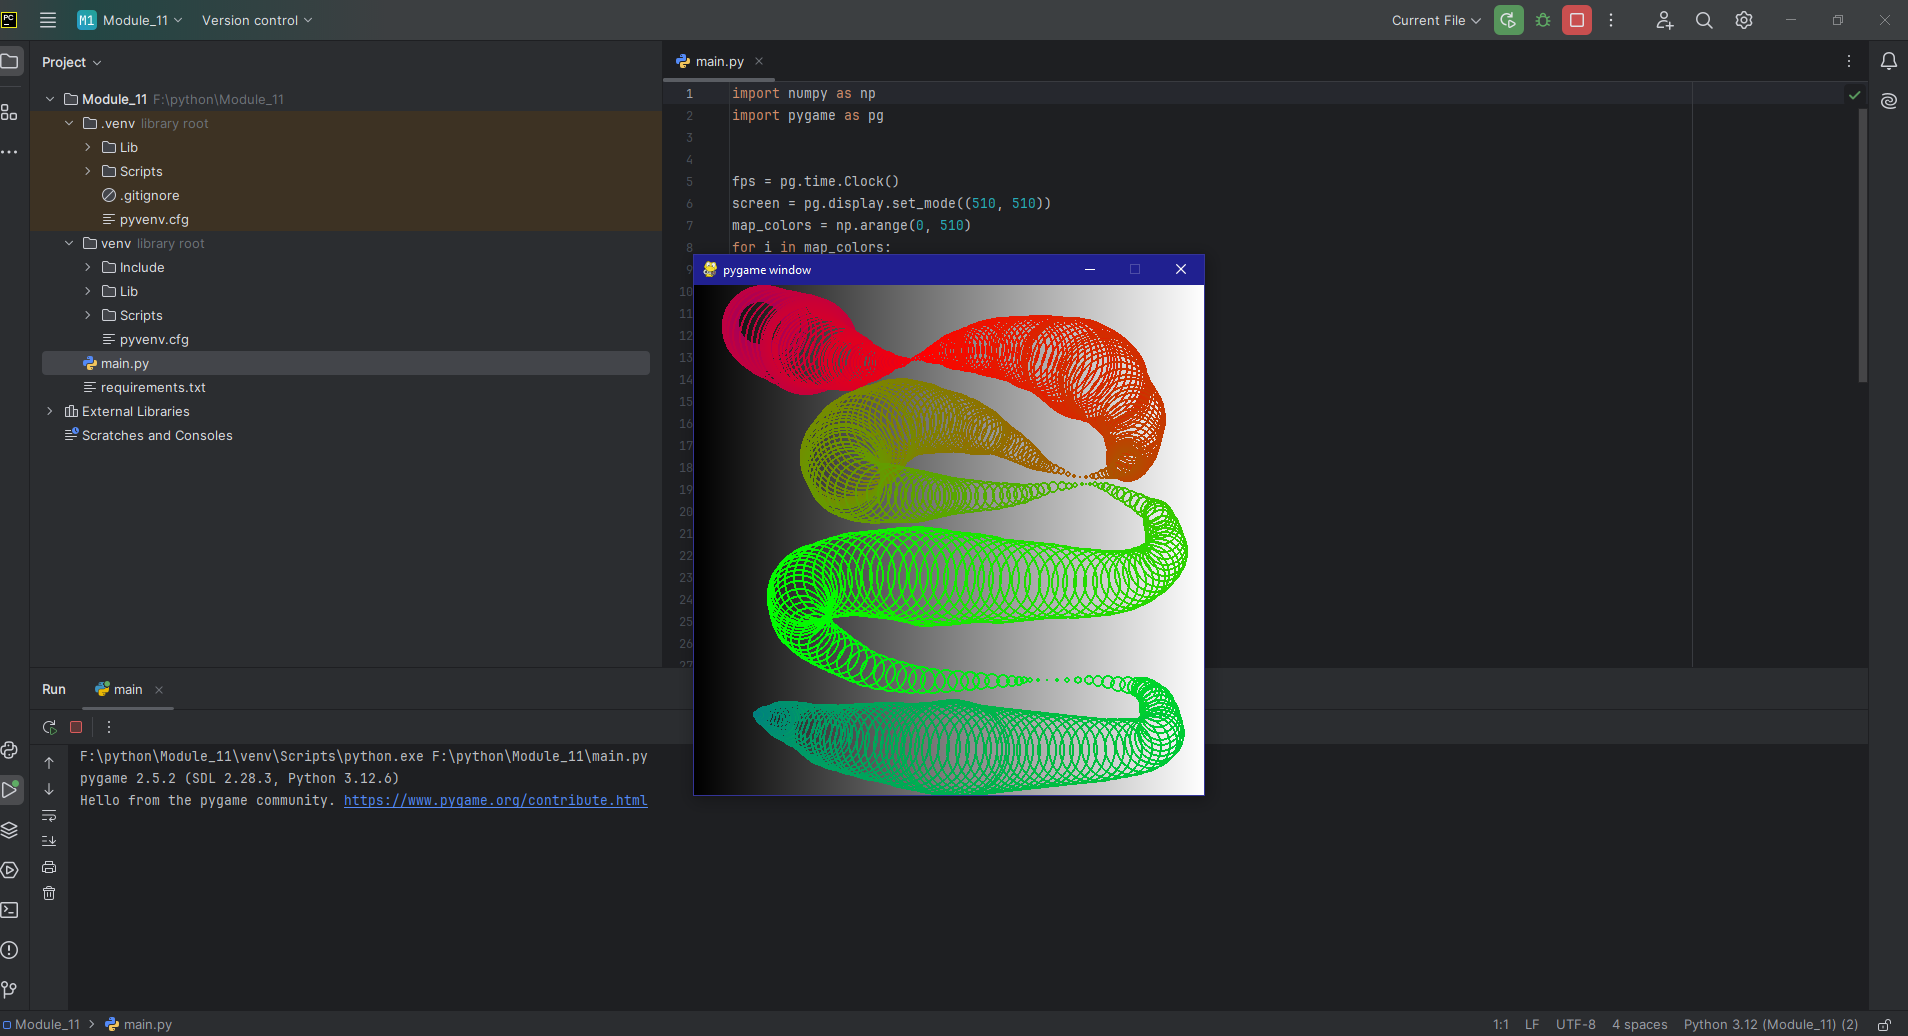 PC
M1 Module_11 Version control Current File
Project
main.py
Module_11 F:\python\Module_11
.venv library root
Lib
Scripts
.gitignore
pyvenv.cfg
venv library root
Include
Lib
Scripts
pyvenv.cfg
main.py
requirements.txt
External Libraries
Scratches and Consoles
1 import numpy as np
2 import pygame as pg
3
4
5 fps = pg.time.Clock()
6 screen = pg.display.set_mode((510, 510))
7 map_colors = np.arange(0, 510)
8 for i in map_colors:
9
10
11
12
13
14
15
16
17
18
19
20
21
22
23
24
25
26
27
pygame window
Run main
F:\python\Module_11\venv\Scripts\python.exe F:\python\Module_11\main.py
pygame 2.5.2 (SDL 2.28.3, Python 3.12.6)
Hello from the pygame community. https://www.pygame.org/contribute.html
Module_11 main.py
1:1 LF UTF-8 4 spaces Python 3.12 (Module_11) (2)